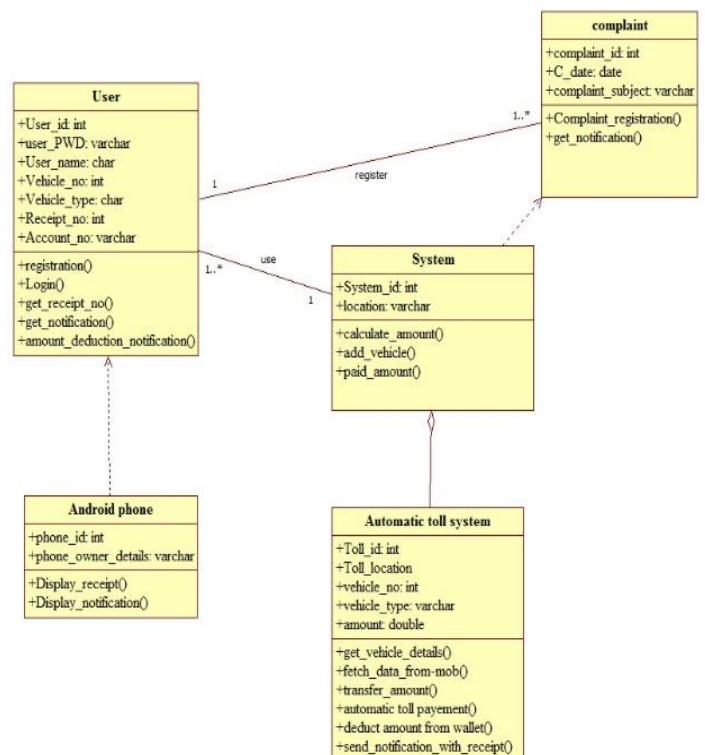 complaint
+complaint_id: int
+C_date: date
+complaint_subject: varchar
+Complaint_registration()
+get_notification()
User
+User_id: int
+user_PWD: varchar
+User_name: char
+Vehicle_no: int
+Vehicle_type: char
+Receipt_no: int
+Account_no: varchar
+registration()
+Login()
+get_receipt_no()
+get_notification()
+amount_deduction_notification()
1
register
1..*
1..*
use
1
System
+System_id: int
+location: varchar
+calculate_amount()
+add_vehicle()
+paid_amount()
Android phone
+phone_id: int
+phone_owner_details: varchar
+Display_receipt()
+Display_notification()
Automatic toll system
+Toll_id: int
+Toll_location
+vehicle_no: int
+vehicle_type: varchar
+amount: double
+get_vehicle_details()
+fetch_data_from-mob()
+transfer_amount()
+automatic toll payement()
+deduct amount from wallet()
+send_notification_with_receipt()